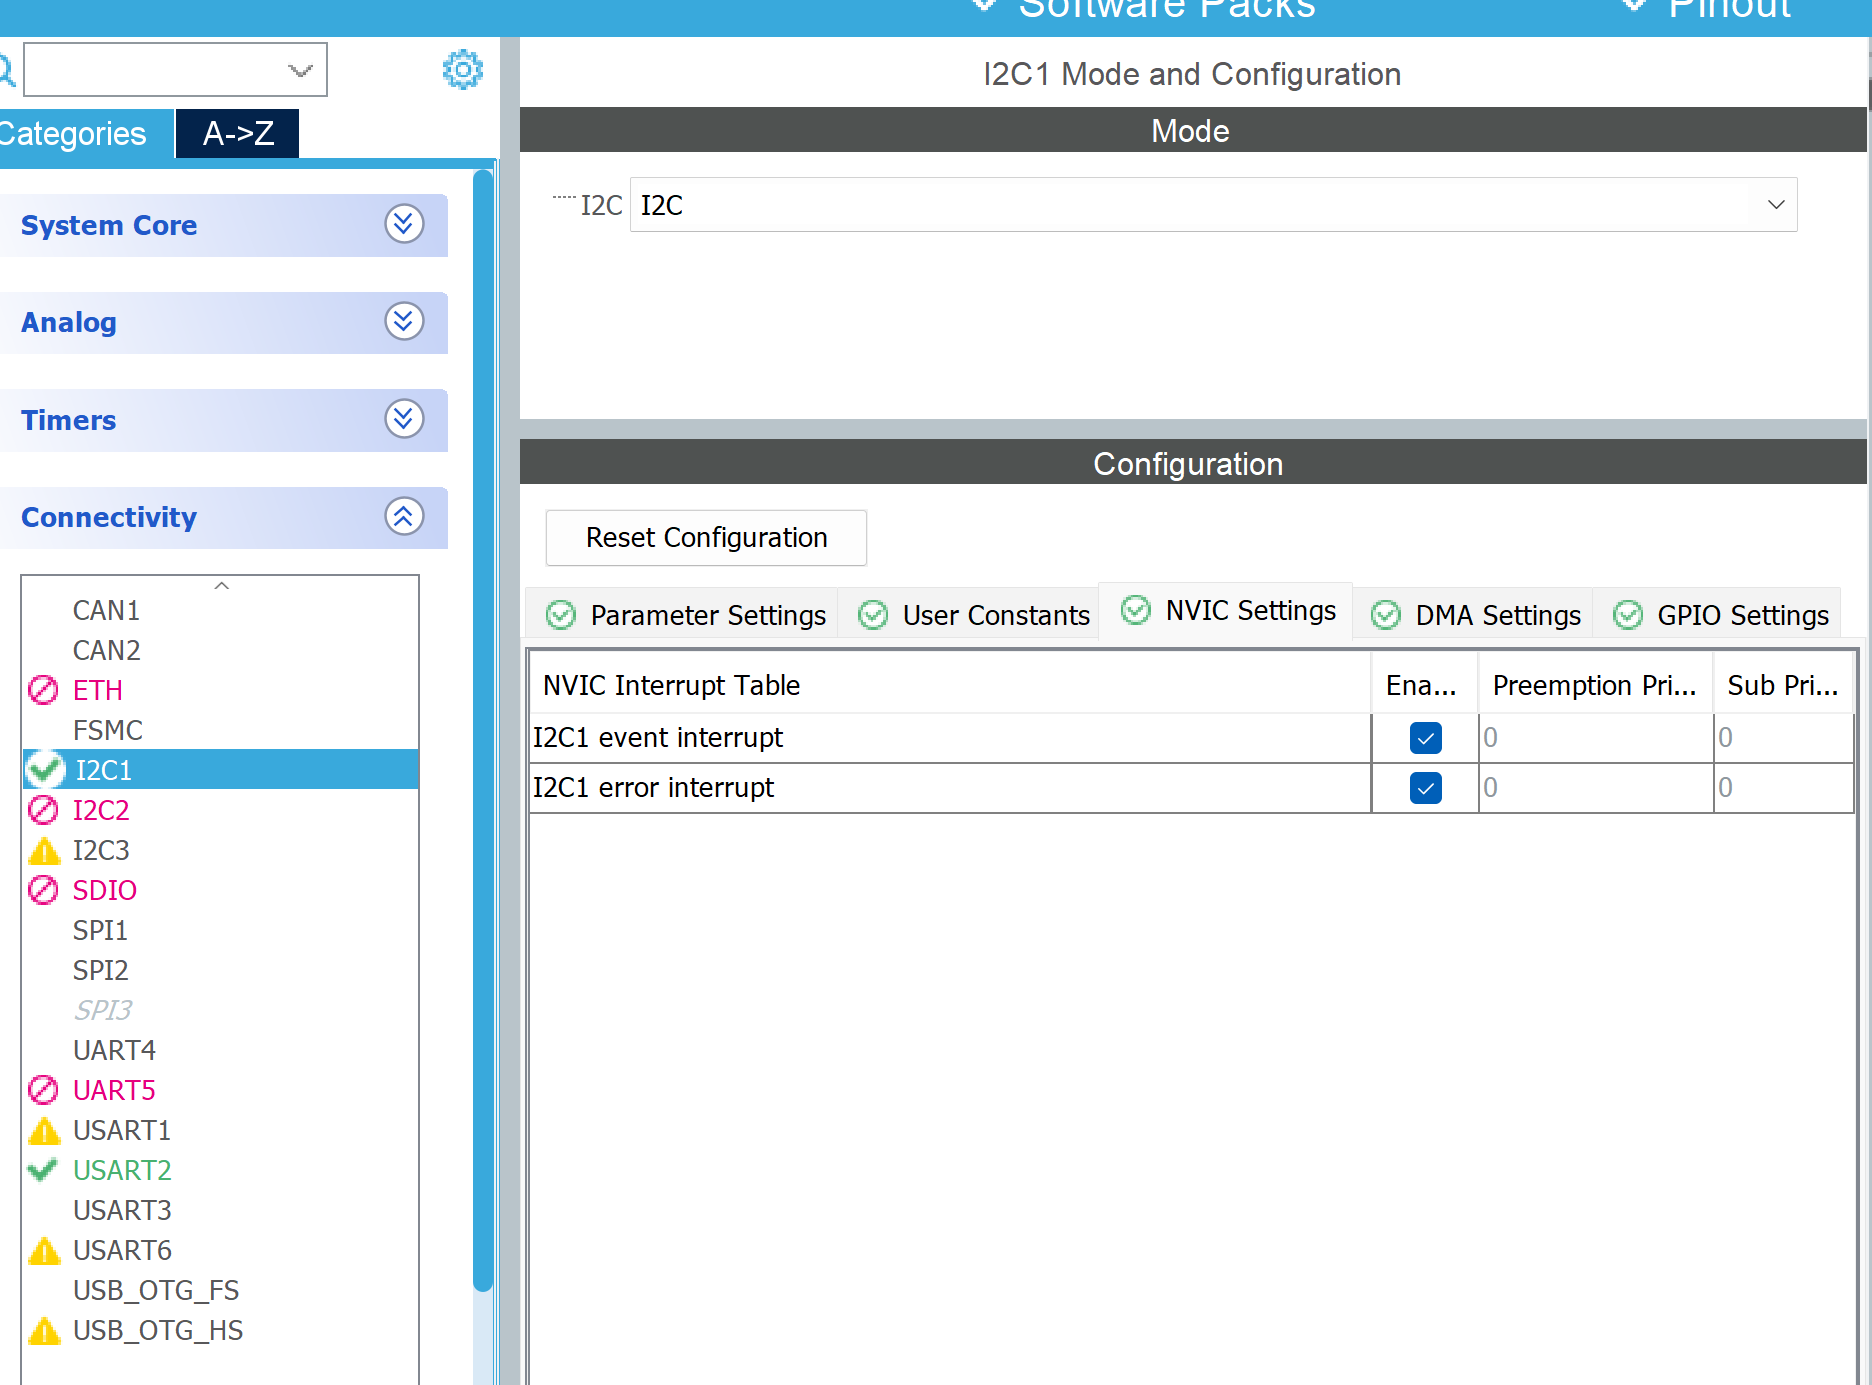 Software Packs
Pinout
Categories
A->Z
System Core
Analog
Timers
Connectivity
CAN1
CAN2
ETH
FSMC
I2C1
I2C2
I2C3
SDIO
SPI1
SPI2
SPI3
UART4
UART5
USART1
USART2
USART3
USART6
USB_OTG_FS
USB_OTG_HS
I2C1 Mode and Configuration
Mode
I2C I2C
Configuration
Reset Configuration
Parameter Settings User Constants NVIC Settings DMA Settings GPIO Settings
NVIC Interrupt Table Ena... Preemption Pri... Sub Pri...
I2C1 event interrupt 0 0
I2C1 error interrupt 0 0